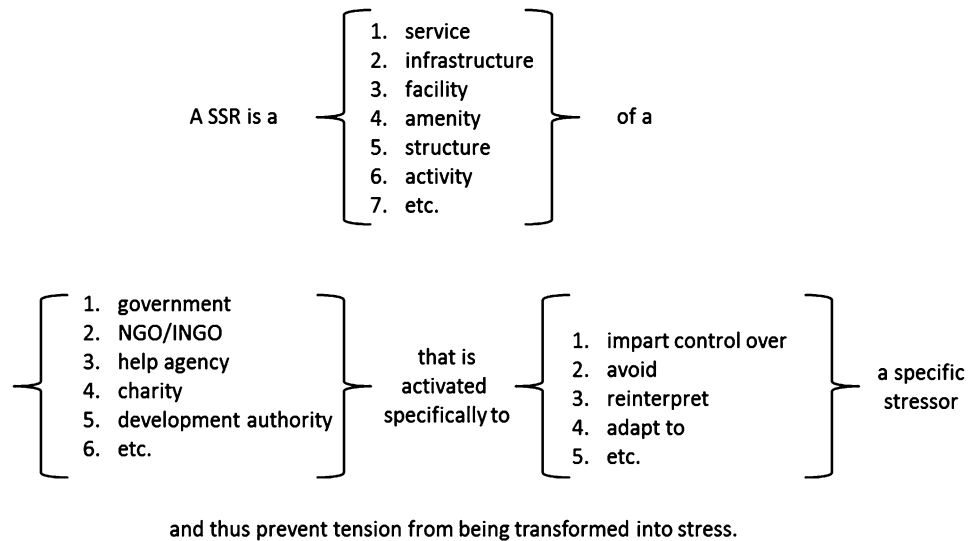 A SSR is a
1. service
2. infrastructure
3. facility
4. amenity
5. structure
6. activity
7. etc.
of a
1. government
2. NGO/INGO
3. help agency
4. charity
5. development authority
6. etc.
that is
activated
specifically to
1. impart control over
2. avoid
3. reinterpret
4. adapt to
5. etc.
a specific
stressor
and thus prevent tension from being transformed into stress.